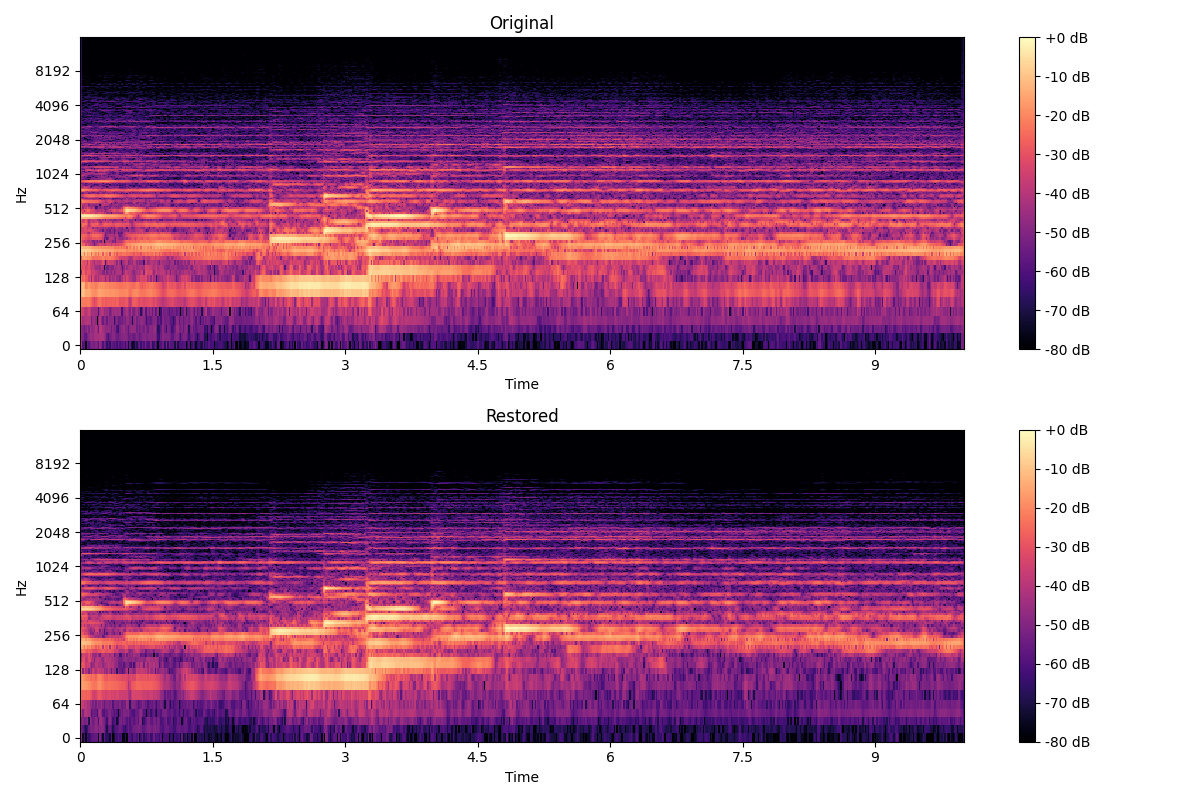 Original
8192
4096
2048
1024
512
256
128
64
0
Hz
0 1.5 3 4.5 6 7.5 9
Time
+0 dB
-10 dB
-20 dB
-30 dB
-40 dB
-50 dB
-60 dB
-70 dB
-80 dB
Restored
8192
4096
2048
1024
512
256
128
64
0
Hz
0 1.5 3 4.5 6 7.5 9
Time
+0 dB
-10 dB
-20 dB
-30 dB
-40 dB
-50 dB
-60 dB
-70 dB
-80 dB